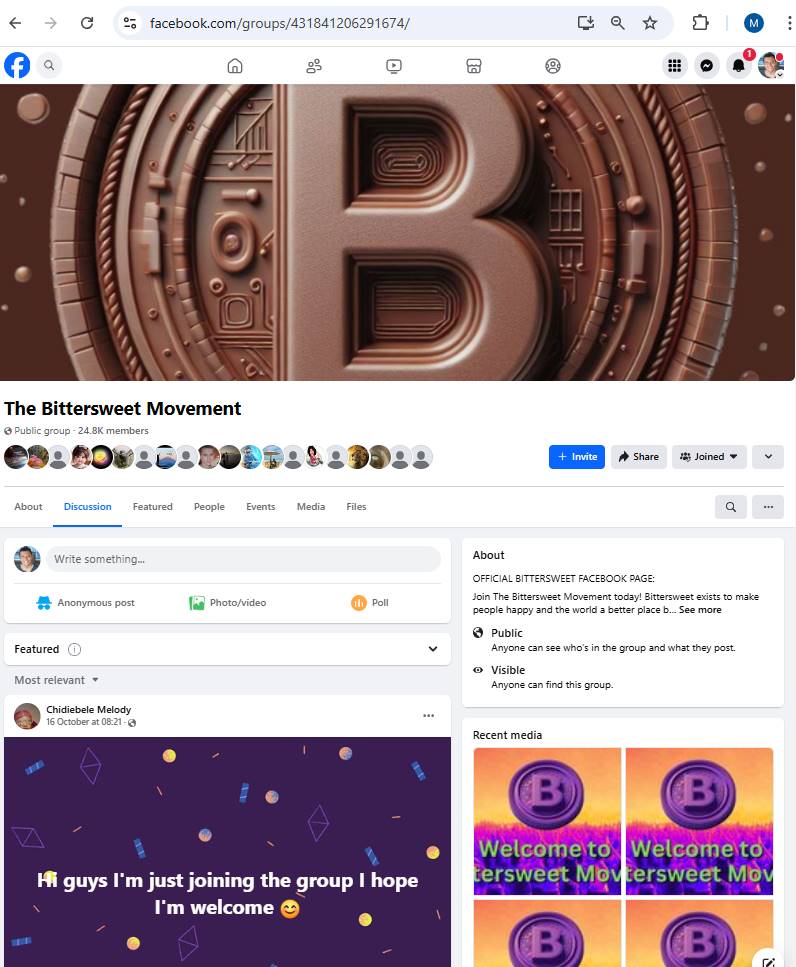 facebook.com/groups/431841206291674/
M
1
B
The Bittersweet Movement
Public group · 24.8K members
+ Invite
Share
Joined
About
Discussion
Featured
People
Events
Media
Files
Write something...
Anonymous post
Photo/video
Poll
Featured
Most relevant
Chidiebele Melody
16 October at 08:21 ·
Hi guys I'm just joining the group I hope
I'm welcome 😊
About
OFFICIAL BITTERSWEET FACEBOOK PAGE:
Join The Bittersweet Movement today! Bittersweet exists to make
people happy and the world a better place b... See more
Public
Anyone can see who's in the group and what they post.
Visible
Anyone can find this group.
Recent media
B
Welcome to
tersweet Mov
B
Welcome to
tersweet Mov
B
B